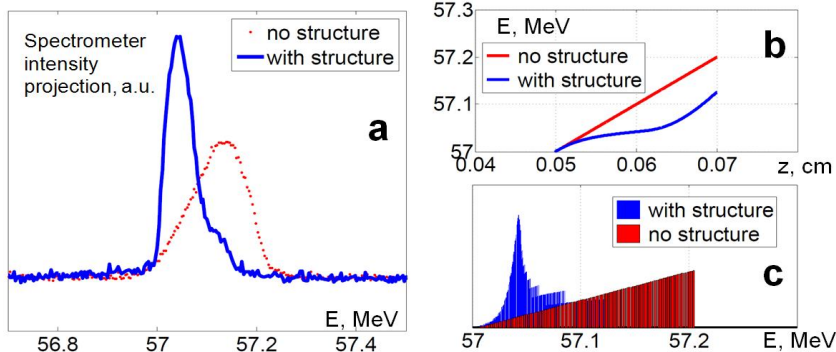 Spectrometer
intensity
projection, a.u.
no structure
with structure
a
56.8
57
57.2
57.4
E, MeV
57.3
E, MeV
b
no structure
with structure
57.2
57.1
57
0.04
0.05
0.06
0.07
z, cm
with structure
no structure
c
57
57.1
57.2
E, MeV